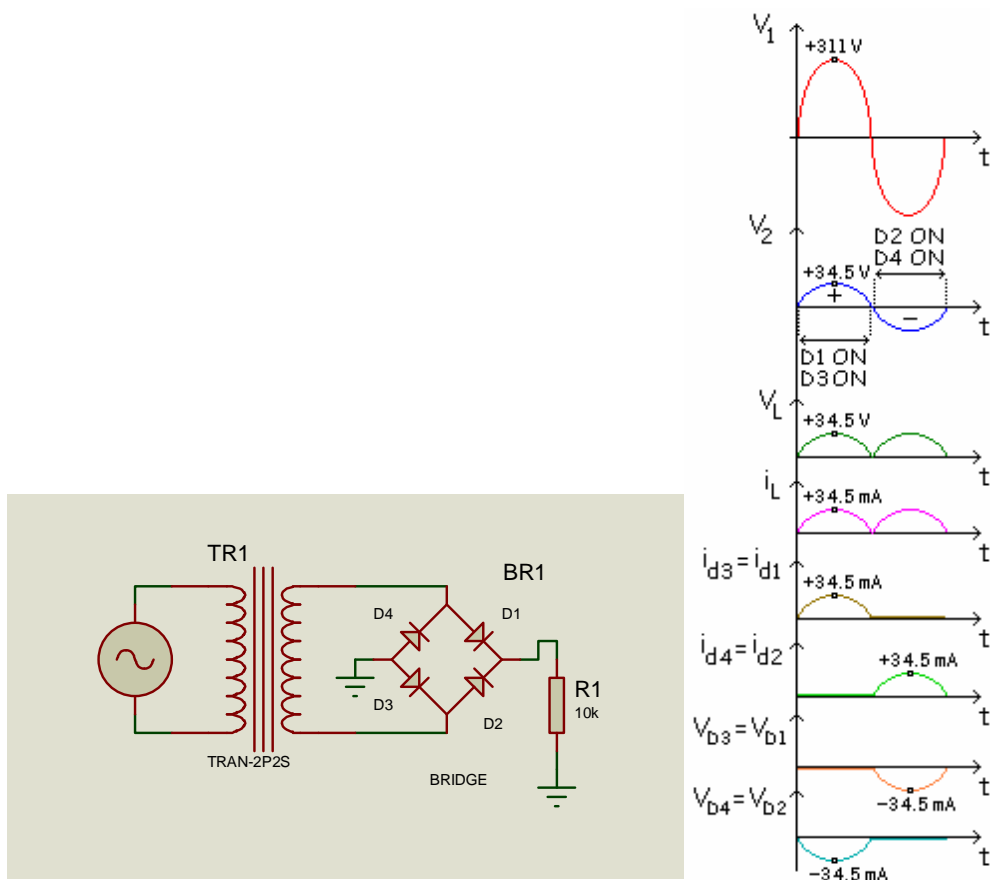 TR1
TRAN-2P2S
BR1
D4
D1
D3
D2
BRIDGE
R1
10k
V1
+311 V
t
V2
D2 ON
D4 ON
+34.5 V
+
−
t
D1 ON
D3 ON
VL
+34.5 V
t
iL
+34.5 mA
t
id3=id1
+34.5 mA
t
id4=id2
+34.5 mA
t
VD3=VD1
t
−34.5 mA
VD4=VD2
t
−34.5 mA